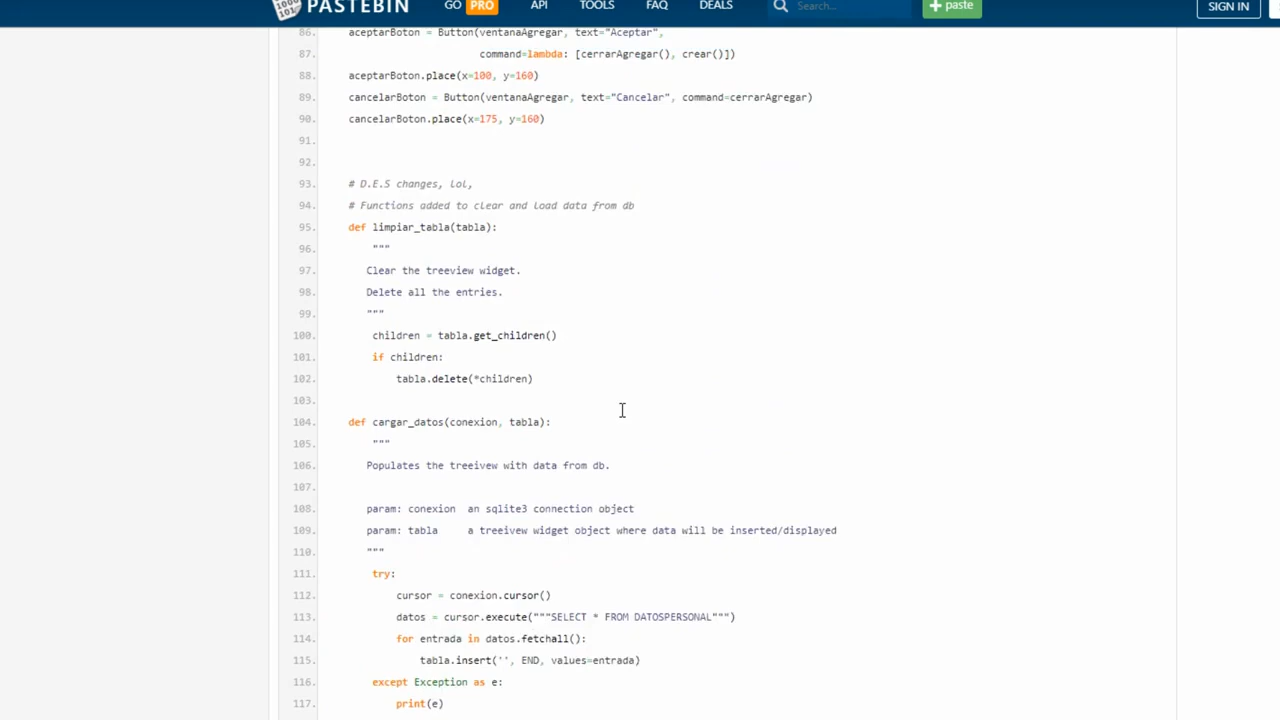 PASTEBIN GO PRO API TOOLS FAQ DEALS Search... + paste SIGN IN
86. aceptarBoton = Button(ventanaAgregar, text="Aceptar",
87. command=lambda: [cerrarAgregar(), crear()])
88. aceptarBoton.place(x=100, y=160)
89. cancelarBoton = Button(ventanaAgregar, text="Cancelar", command=cerrarAgregar)
90. cancelarBoton.place(x=175, y=160)
91.
92.
93. # D.E.S changes, lol,
94. # Functions added to clear and load data from db
95. def limpiar_tabla(tabla):
96. """
97. Clear the treeview widget.
98. Delete all the entries.
99. """
100. children = tabla.get_children()
101. if children:
102. tabla.delete(*children)
103.
104. def cargar_datos(conexion, tabla):
105. """
106. Populates the treeivew with data from db.
107.
108. param: conexion an sqlite3 connection object
109. param: tabla a treeivew widget object where data will be inserted/displayed
110. """
111. try:
112. cursor = conexion.cursor()
113. datos = cursor.execute("""SELECT * FROM DATOSPERSONAL""")
114. for entrada in datos.fetchall():
115. tabla.insert('', END, values=entrada)
116. except Exception as e:
117. print(e)